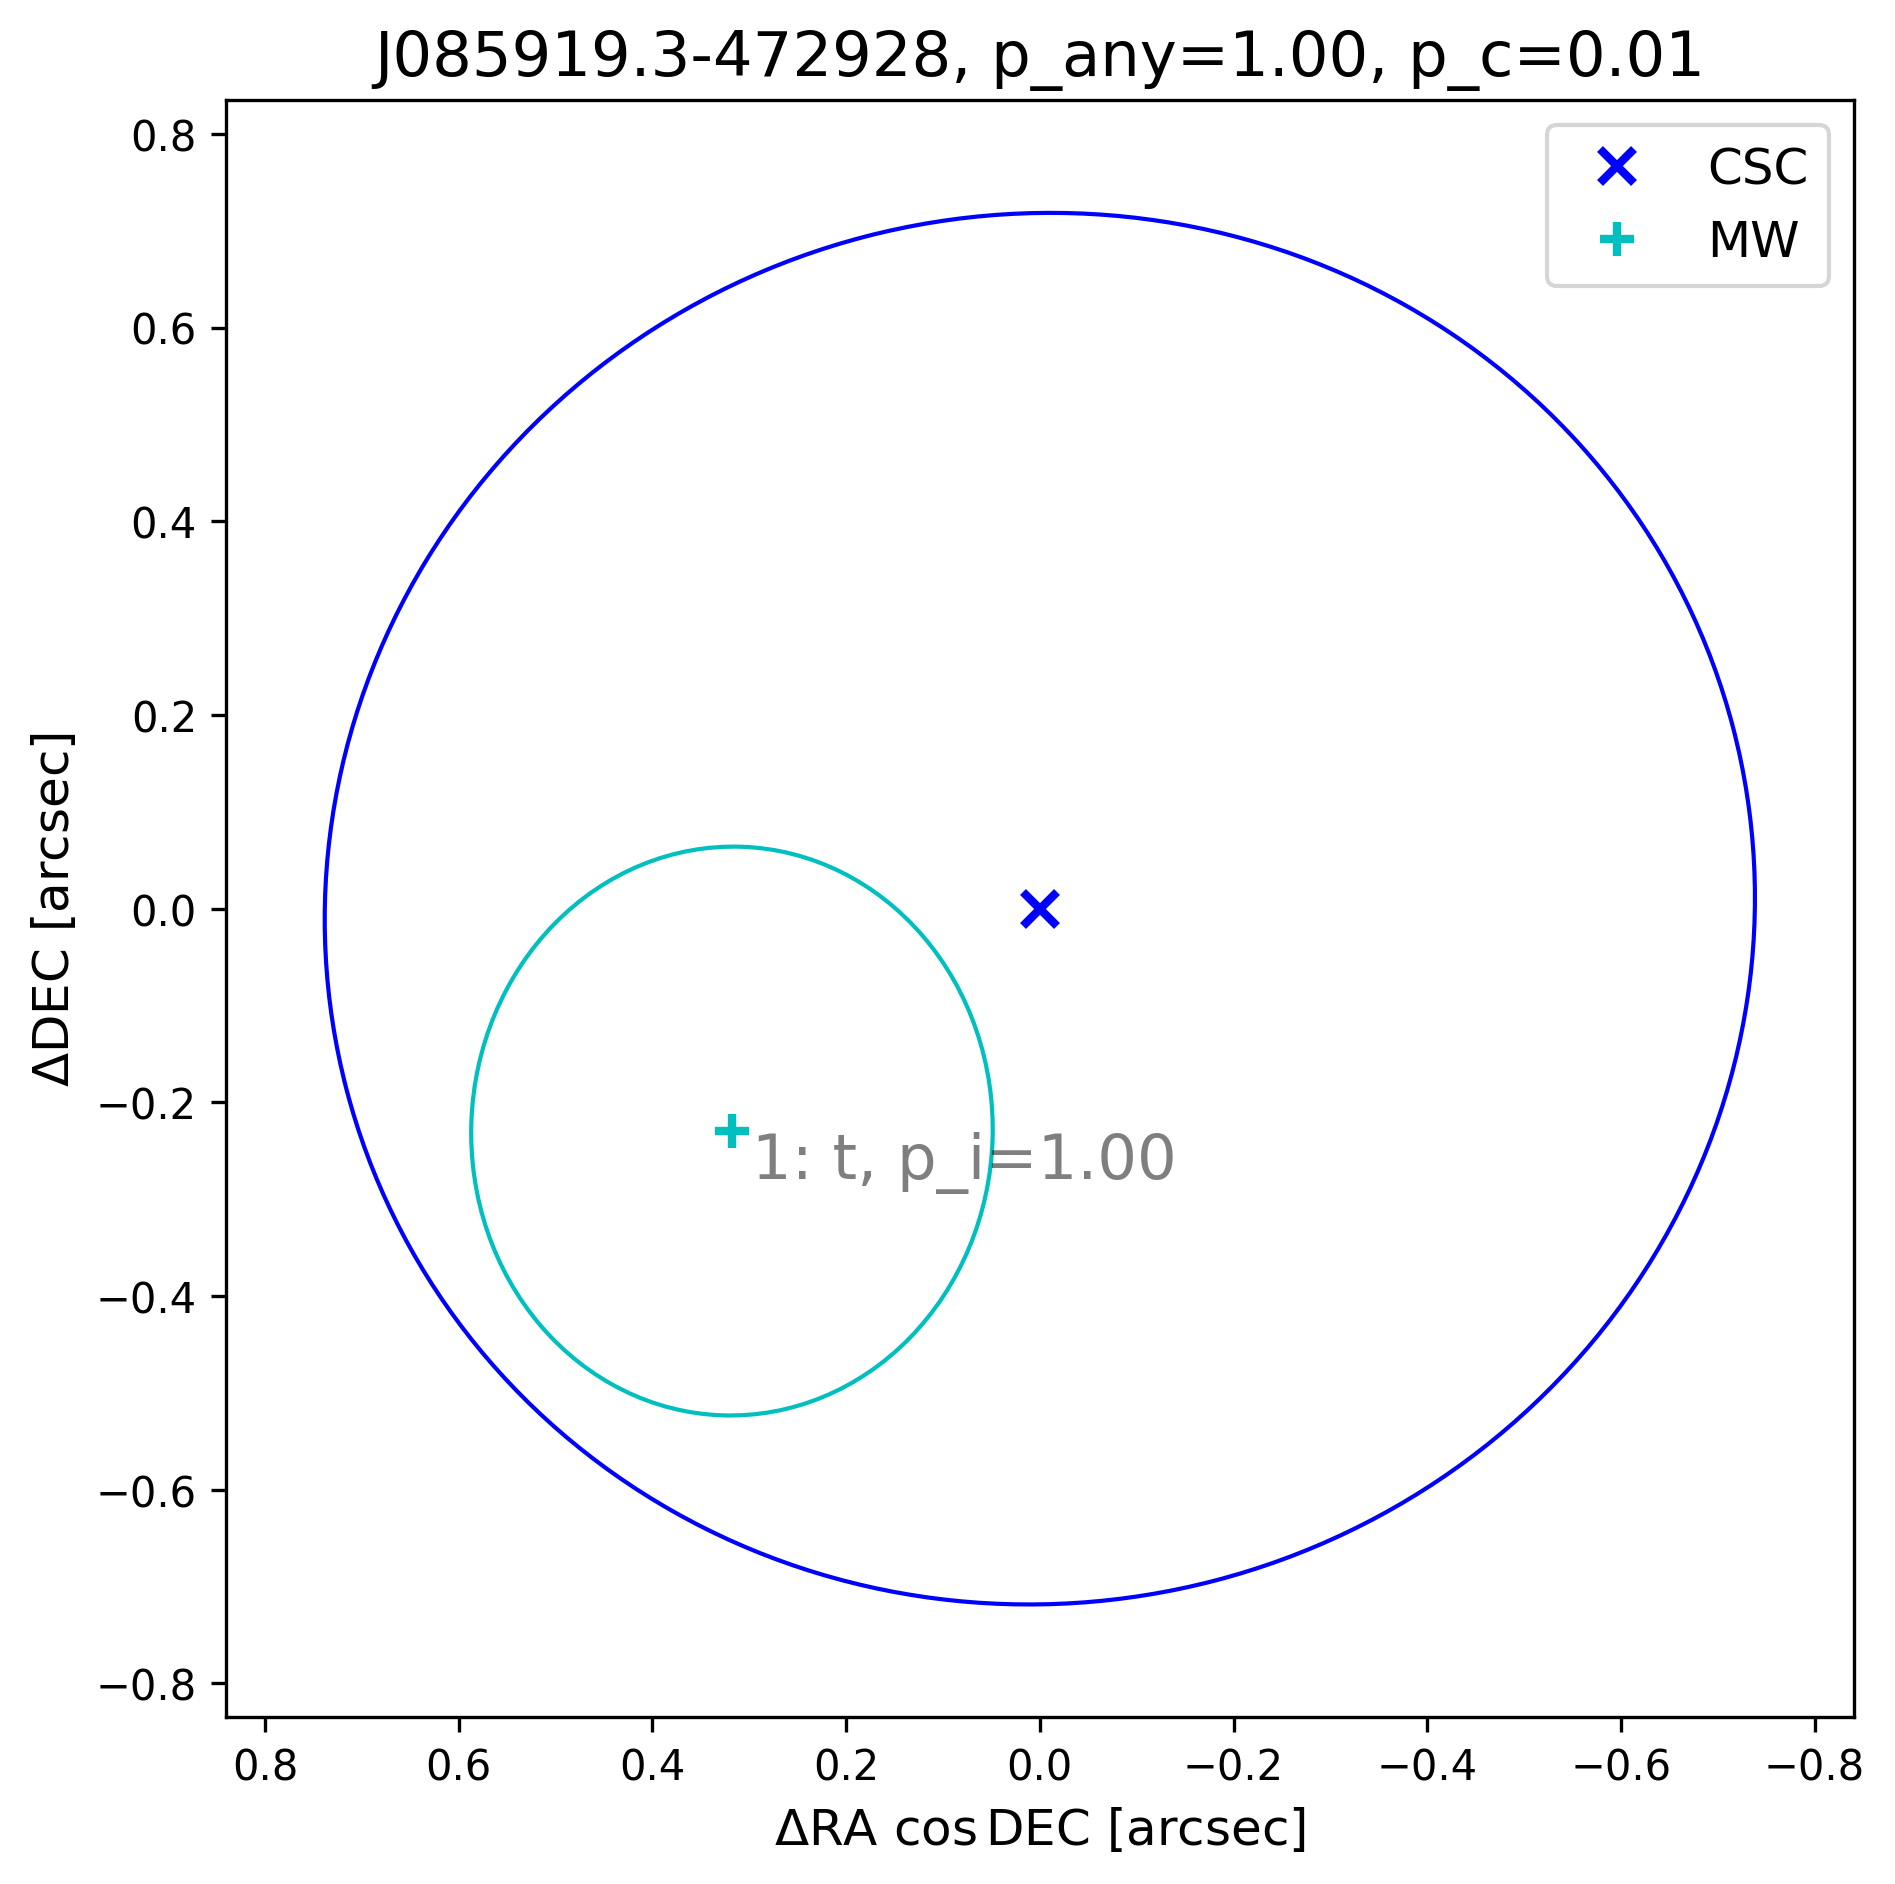 J085919.3-472928, p_any=1.00, p_c=0.01
CSC
MW
0.8
0.6
0.4
0.2
0.0
−0.2
−0.4
−0.6
−0.8
ΔDEC [arcsec]
1: t, p_i=1.00
0.8 0.6 0.4 0.2 0.0 −0.2 −0.4 −0.6 −0.8
ΔRA cos DEC [arcsec]